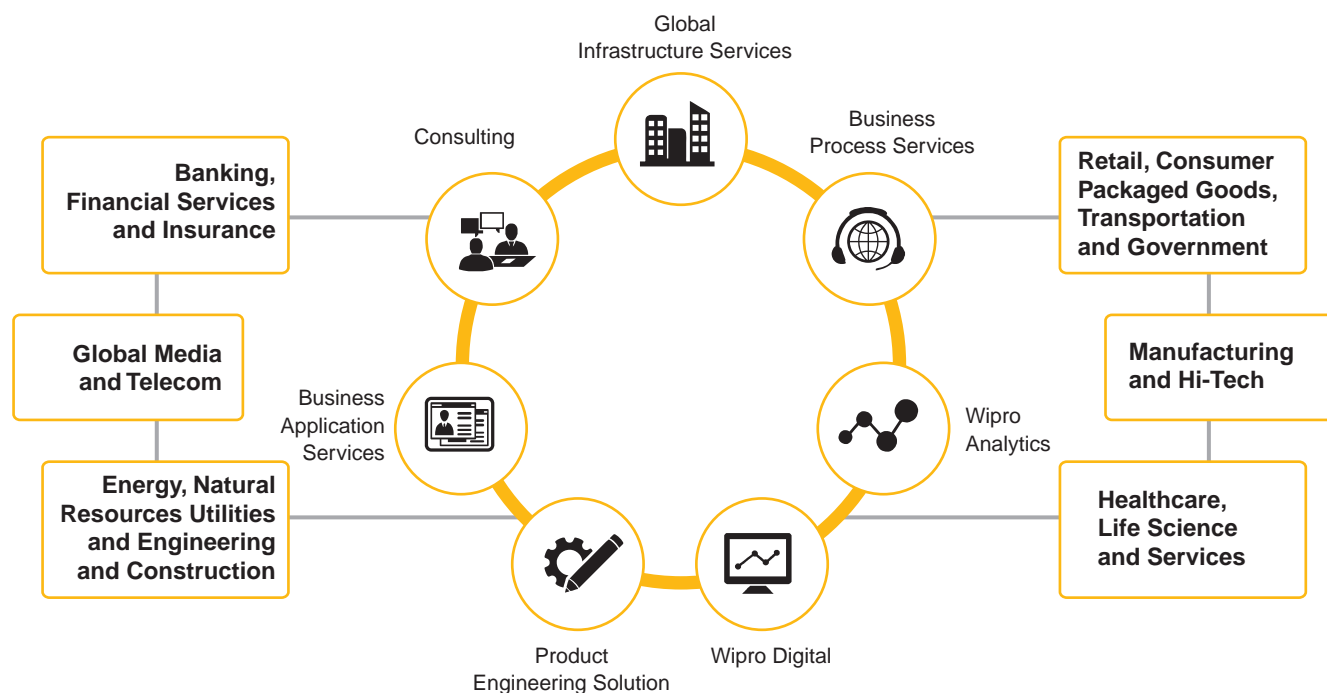 Global
Infrastructure Services
Consulting
Business
Process Services
Banking,
Financial Services
and Insurance
Retail, Consumer
Packaged Goods,
Transportation
and Government
Global Media
and Telecom
Manufacturing
and Hi-Tech
Business
Application
Services
Wipro
Analytics
Energy, Natural
Resources Utilities
and Engineering
and Construction
Healthcare,
Life Science
and Services
Product
Engineering Solution
Wipro Digital